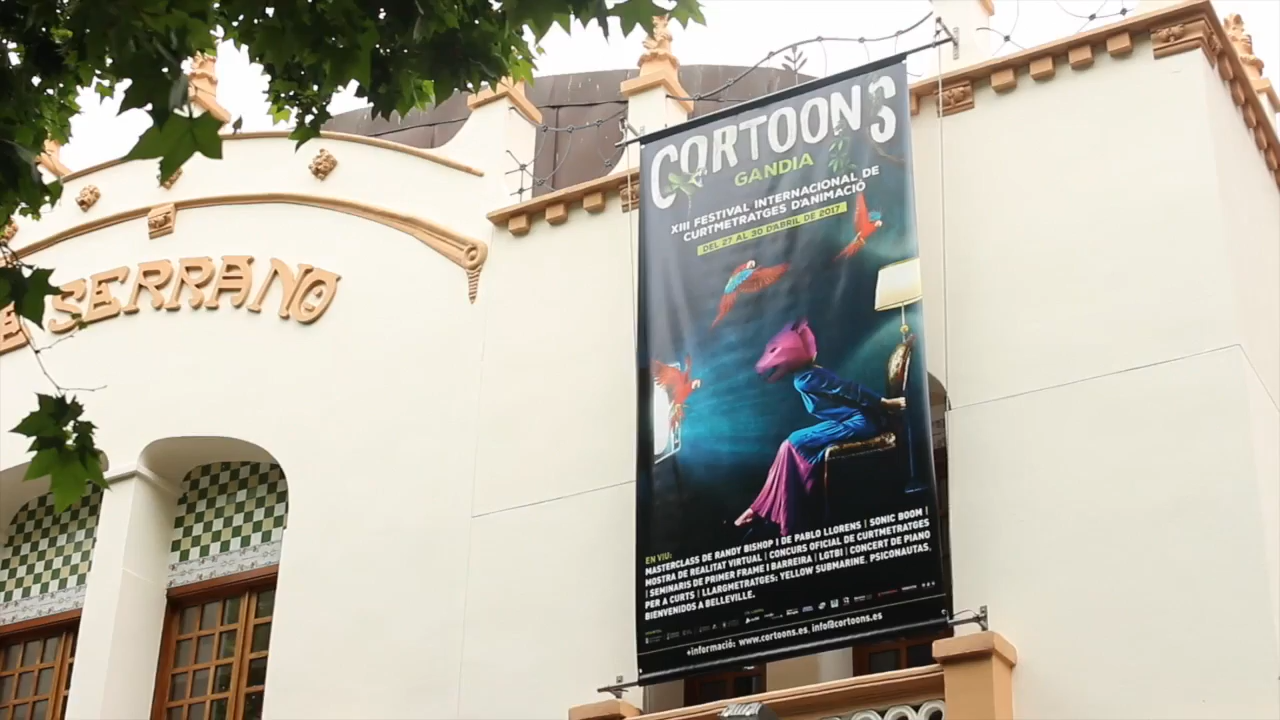 SERRANO
CORTOONS
GANDIA
XIII FESTIVAL INTERNACIONAL DE
CURTMETRATGES D'ANIMACIÓ
DEL 27 AL 30 D'ABRIL DE 2017
EN VIU:
MASTERCLASS DE RANDY BISHOP I DE PABLO LLORENS | SONIC BOOM |
MOSTRA DE REALITAT VIRTUAL | CONCURS OFICIAL DE CURTMETRATGES
| SEMINARIS DE PRIMER FRAME I BARREIRA | LGTBI | CONCERT DE PIANO
PER A CURTS | LLARGMETRATGES: YELLOW SUBMARINE, PSICONAUTAS,
BIENVENIDOS A BELLEVILLE.
+informació: www.cortoons.es, info@cortoons.es